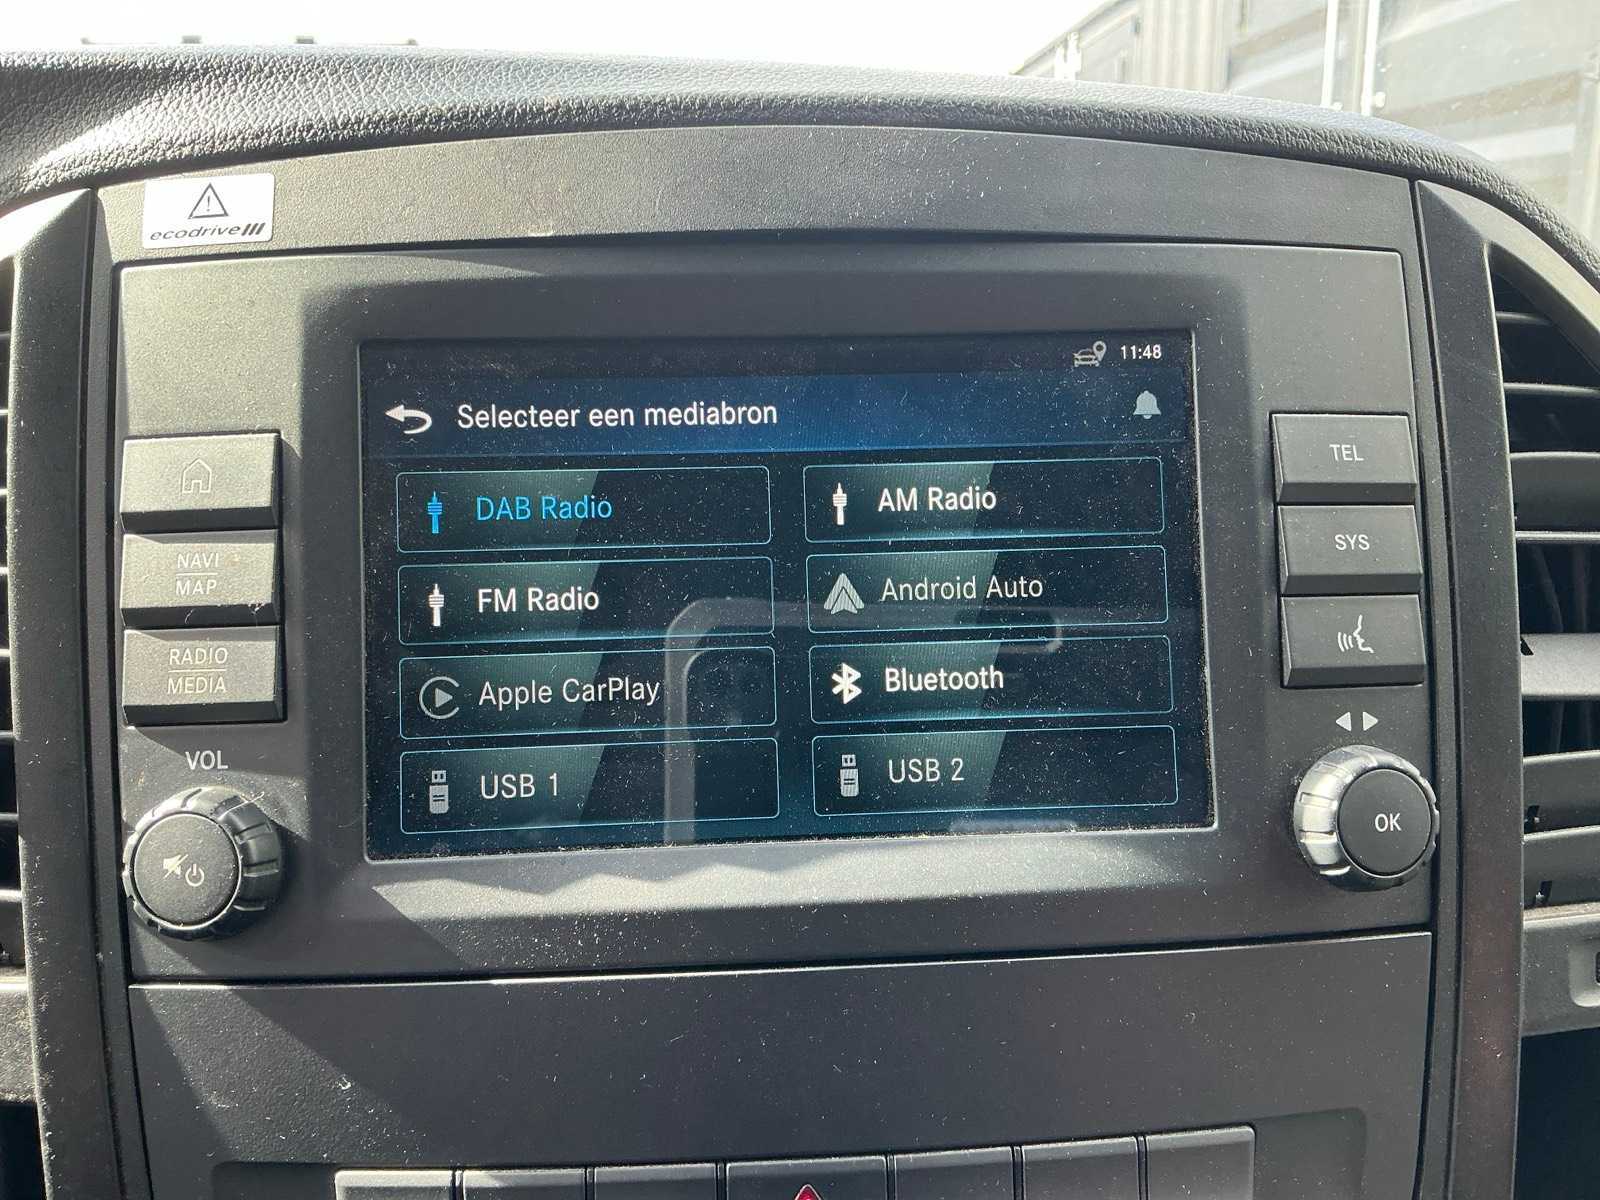 ecodrive
11:48
Selecteer een mediabron
DAB Radio
AM Radio
FM Radio
Android Auto
Apple CarPlay
Bluetooth
USB 1
USB 2
NAVI
MAP
RADIO
MEDIA
VOL
TEL
SYS
OK